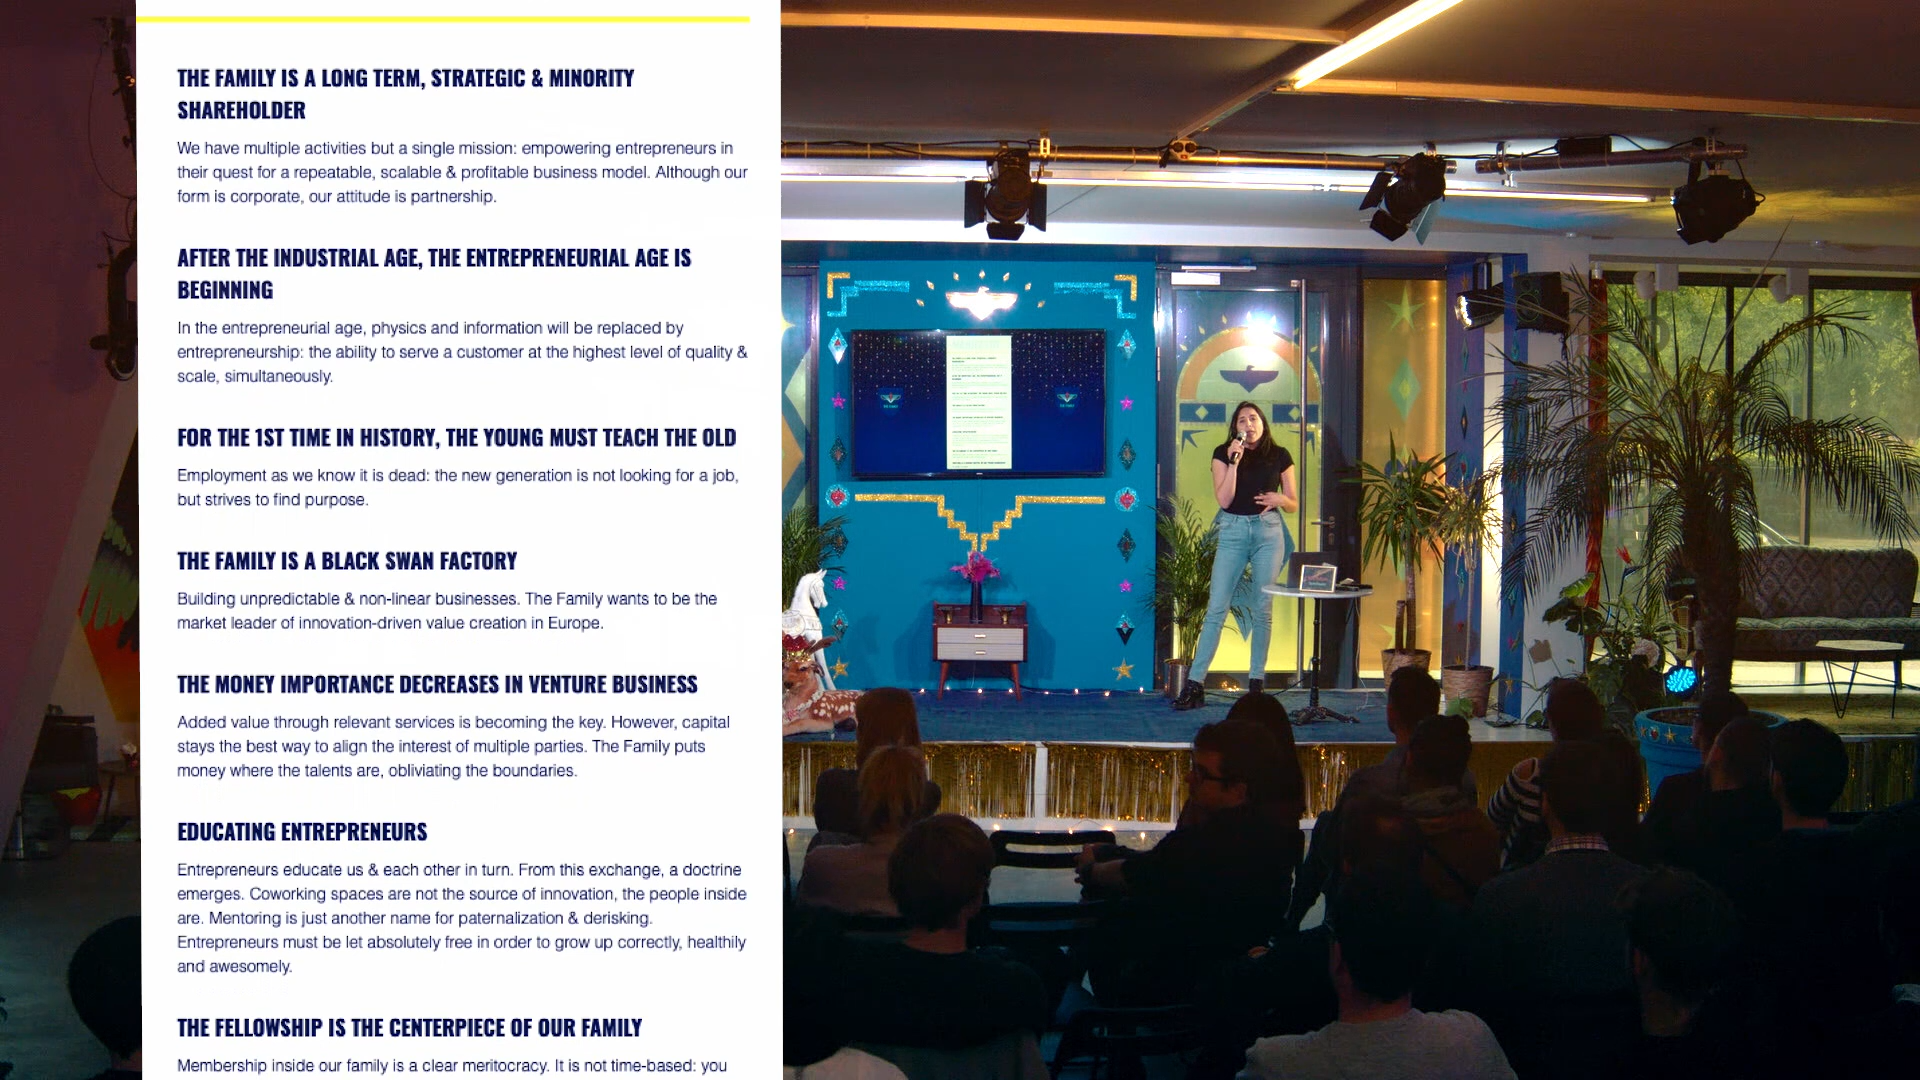 THE FAMILY IS A LONG TERM, STRATEGIC & MINORITY
SHAREHOLDER
We have multiple activities but a single mission: empowering entrepreneurs in
their quest for a repeatable, scalable & profitable business model. Although our
form is corporate, our attitude is partnership.
AFTER THE INDUSTRIAL AGE, THE ENTREPRENEURIAL AGE IS
BEGINNING
In the entrepreneurial age, physics and information will be replaced by
entrepreneurship: the ability to serve a customer at the highest level of quality &
scale, simultaneously.
FOR THE 1ST TIME IN HISTORY, THE YOUNG MUST TEACH THE OLD
Employment as we know it is dead: the new generation is not looking for a job,
but strives to find purpose.
THE FAMILY IS A BLACK SWAN FACTORY
Building unpredictable & non-linear businesses. The Family wants to be the
market leader of innovation-driven value creation in Europe.
THE MONEY IMPORTANCE DECREASES IN VENTURE BUSINESS
Added value through relevant services is becoming the key. However, capital
stays the best way to align the interest of multiple parties. The Family puts
money where the talents are, obliviating the boundaries.
EDUCATING ENTREPRENEURS
Entrepreneurs educate us & each other in turn. From this exchange, a doctrine
emerges. Coworking spaces are not the source of innovation, the people inside
are. Mentoring is just another name for paternalization & derisking.
Entrepreneurs must be let absolutely free in order to grow up correctly, healthily
and awesomely.
THE FELLOWSHIP IS THE CENTERPIECE OF OUR FAMILY
Membership inside our family is a clear meritocracy. It is not time-based: you